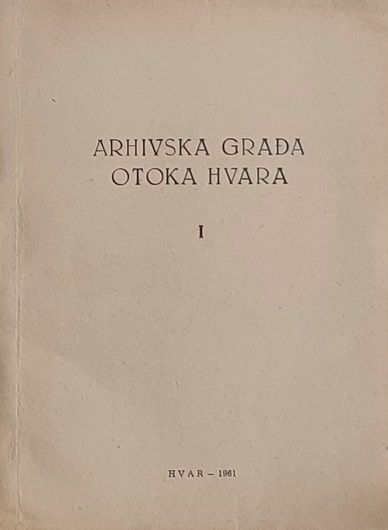 ARHIVSKA GRAĐA
OTOKA HVARA
I
HVAR — 1961